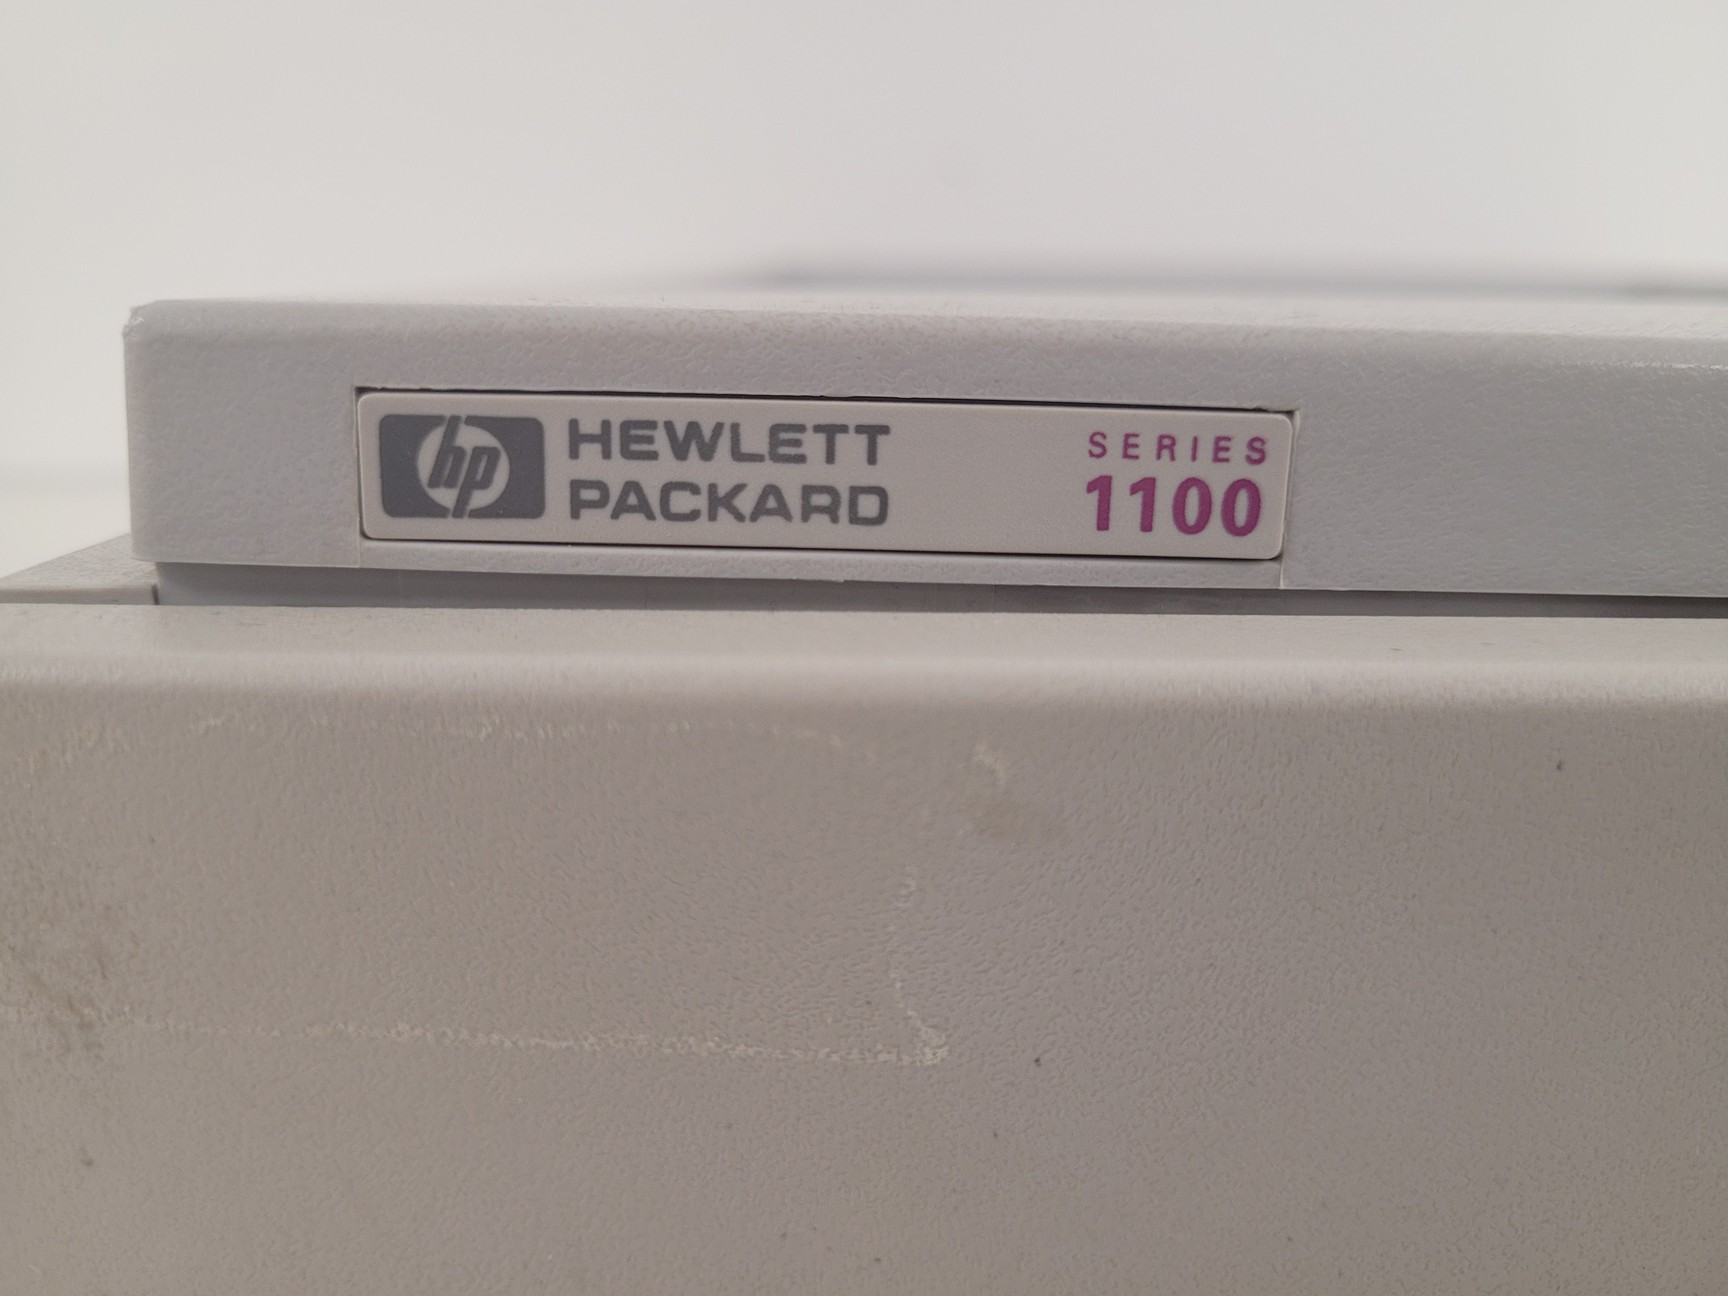 hp HEWLETT
PACKARD
SERIES
1100